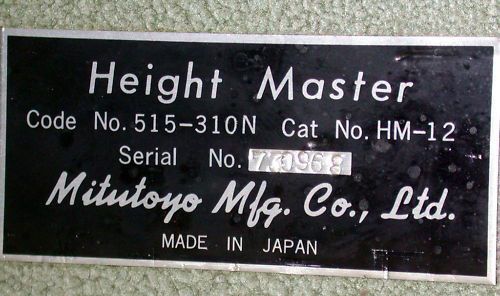 Height Master
Code No. 515-310N Cat No. HM-12
Serial No. 730968
Mitutoyo Mfg. Co., Ltd.
MADE IN JAPAN